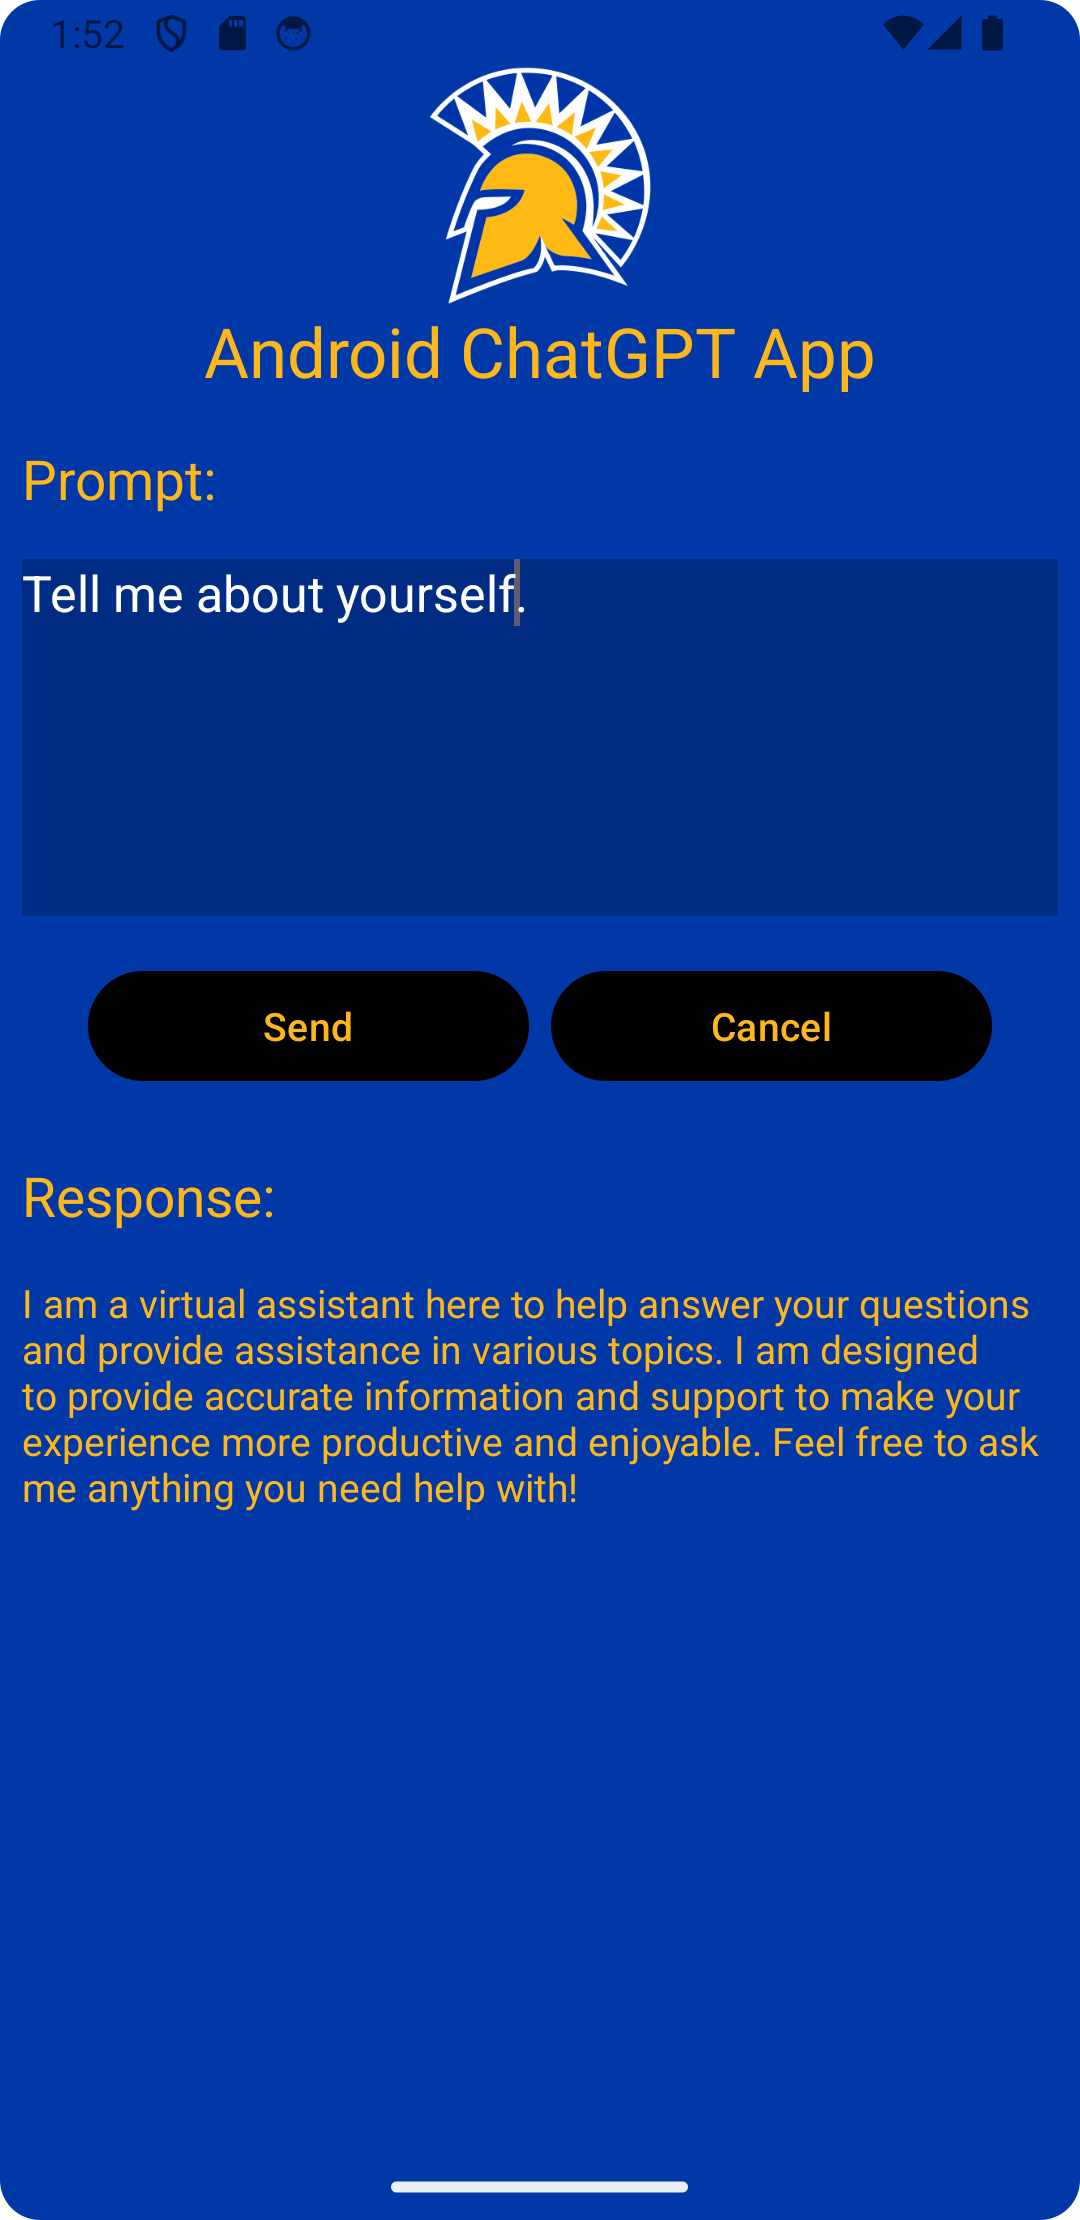 1:52
Android ChatGPT App
Prompt:
Tell me about yourself.
Send
Cancel
Response:
I am a virtual assistant here to help answer your questions
and provide assistance in various topics. I am designed
to provide accurate information and support to make your
experience more productive and enjoyable. Feel free to ask
me anything you need help with!